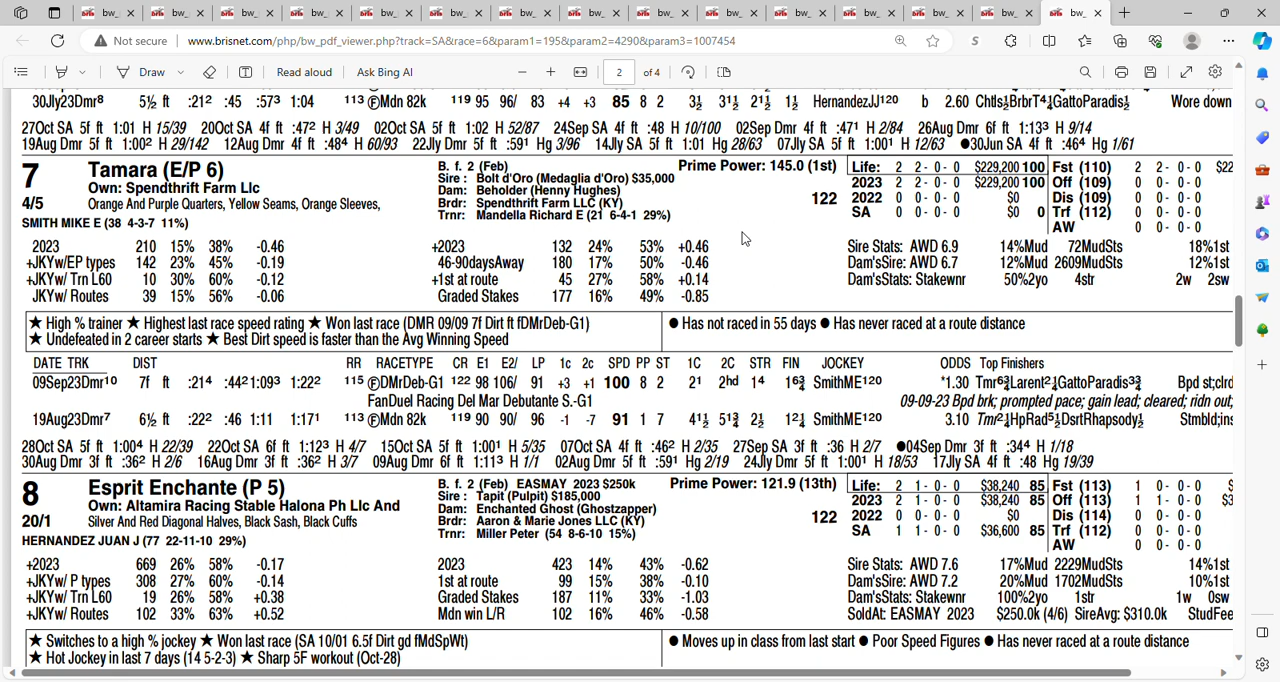 bw_ bw_ bw_ bw_ bw_ bw_ bw_ bw_ bw_ bw_ bw_ bw_ bw_ bw_ bw_
Not secure www.brisnet.com/php/bw_pdf_viewer.php?track=SA&race=6&param1=195&param2=4290&param3=1007454
Draw Read aloud Ask Bing AI 2 of 4
30Jly23Dmr8 5½ ft :21² :45 :57³ 1:04 113 ⒻMdn 82k 119 95 96/ 83 +4 +3 85 8 2 3½ 31½ 21½ 1½ HernandezJJ120 b 2.60 Chtls½BrbrT4¼GattoParadis½ Wore down
27Oct SA 5f ft 1:01 H 15/39 20Oct SA 4f ft :47² H 3/49 02Oct SA 5f ft 1:02 H 52/87 24Sep SA 4f ft :48 H 10/100 02Sep Dmr 4f ft :47¹ H 2/84 26Aug Dmr 6f ft 1:13³ H 9/14
19Aug Dmr 5f ft 1:00² H 29/142 12Aug Dmr 4f ft :48⁴ H 60/93 22Jly Dmr 5f ft :59¹ Hg 3/96 14Jly SA 5f ft 1:01 Hg 28/63 07Jly SA 5f ft 1:00¹ H 12/63 ●30Jun SA 4f ft :46⁴ Hg 1/61
7 Tamara (E/P 6) B. f. 2 (Feb) Prime Power: 145.0 (1st) Life: 2 2 - 0 - 0 $229,200 100 Fst (110) 2 2 - 0 - 0 $22
Own: Spendthrift Farm Llc Sire : Bolt d'Oro (Medaglia d'Oro) $35,000 2023 2 2 - 0 - 0 $229,200 100 Off (109) 0 0 - 0 - 0
4/5 Orange And Purple Quarters, Yellow Seams, Orange Sleeves, Dam: Beholder (Henny Hughes) 122 2022 0 0 - 0 - 0 $0 Dis (109) 0 0 - 0 - 0
Brdr: Spendthrift Farm LLC (KY) SA 0 0 - 0 - 0 $0 0 Trf (112) 0 0 - 0 - 0
SMITH MIKE E (38 4-3-7 11%) Trnr: Mandella Richard E (21 6-4-1 29%) AW 0 0 - 0 - 0
2023 210 15% 38% -0.46 +2023 132 24% 53% +0.46 Sire Stats: AWD 6.9 14%Mud 72MudSts 18%1st
+JKYw/EP types 142 23% 45% -0.19 46-90daysAway 180 17% 50% -0.46 Dam'sSire: AWD 6.7 12%Mud 2609MudSts 12%1st
+JKYw/ Trn L60 10 30% 60% -0.12 +1st at route 45 27% 58% +0.14 Dam'sStats: Stakewnr 50%2yo 4str 2w 2sw
JKYw/ Routes 39 15% 56% -0.06 Graded Stakes 177 16% 49% -0.85
★ High % trainer ★ Highest last race speed rating ★ Won last race (DMR 09/09 7f Dirt ft fDMrDeb-G1) ● Has not raced in 55 days ● Has never raced at a route distance
★ Undefeated in 2 career starts ★ Best Dirt speed is faster than the Avg Winning Speed
DATE TRK DIST RR RACETYPE CR E1 E2/ LP 1c 2c SPD PP ST 1C 2C STR FIN JOCKEY ODDS Top Finishers
09Sep23Dmr10 7f ft :21⁴ :44²1:09³ 1:22² 115 ⒻDMrDeb-G1 122 98 106/ 91 +3 +1 100 8 2 2¹ 2hd 1⁴ 16¾ SmithME120 *1.30 Tmr6¾Larent2¼GattoParadis3¾ Bpd st;clrd
FanDuel Racing Del Mar Debutante S.-G1 09-09-23 Bpd brk; prompted pace; gain lead; cleared; ridn out;
19Aug23Dmr7 6½ ft :22² :46 1:11 1:17¹ 113 ⒻMdn 82k 119 90 90/ 96 -1 -7 91 1 7 41½ 51¾ 2½ 12¼ SmithME120 3.10 Tmr2¼HpRad5½DstRhapsody½ Stmbld;ins
28Oct SA 5f ft 1:00⁴ H 22/39 22Oct SA 6f ft 1:12³ H 4/7 15Oct SA 5f ft 1:00¹ H 5/35 07Oct SA 4f ft :46² H 2/35 27Sep SA 3f ft :36 H 2/7 ●04Sep Dmr 3f ft :34⁴ H 1/18
30Aug Dmr 3f ft :36² H 2/6 16Aug Dmr 3f ft :36² H 3/7 09Aug Dmr 6f ft 1:11³ H 1/1 02Aug Dmr 5f ft :59¹ Hg 2/19 24Jly Dmr 5f ft 1:00¹ H 18/53 17Jly SA 4f ft :48 Hg 19/39
8 Esprit Enchante (P 5) B. f. 2 (Feb) EASMAY 2023 $250k Prime Power: 121.9 (13th) Life: 2 1 - 0 - 0 $38,240 85 Fst (113) 1 0 - 0 - 0 $
Own: Altamira Racing Stable Halona Ph Llc And Sire : Tapit (Pulpit) $185,000 2023 2 1 - 0 - 0 $38,240 85 Off (113) 1 1 - 0 - 0 $3
20/1 Silver And Red Diagonal Halves, Black Sash, Black Cuffs Dam: Enchanted Ghost (Ghostzapper) 122 2022 0 0 - 0 - 0 $0 Dis (114) 0 0 - 0 - 0
Brdr: Aaron & Marie Jones LLC (KY) SA 1 1 - 0 - 0 $36,600 85 Trf (112) 0 0 - 0 - 0
HERNANDEZ JUAN J (77 22-11-10 29%) Trnr: Miller Peter (54 8-6-10 15%) AW 0 0 - 0 - 0
+2023 669 26% 58% -0.17 2023 423 14% 43% -0.62 Sire Stats: AWD 7.6 17%Mud 2229MudSts 14%1st
+JKYw/ P types 308 27% 60% -0.14 1st at route 99 15% 38% -0.10 Dam'sSire: AWD 7.2 20%Mud 1702MudSts 10%1st
+JKYw/ Trn L60 19 26% 58% +0.38 Graded Stakes 187 11% 33% -1.03 Dam'sStats: Stakewnr 100%2yo 1str 1w 0sw
+JKYw/ Routes 102 33% 63% +0.52 Mdn win L/R 102 16% 46% -0.58 SoldAt: EASMAY 2023 $250.0k (4/6) SireAvg: $310.0k StudFee
★ Switches to a high % jockey ★ Won last race (SA 10/01 6.5f Dirt gd fMdSpWt) ● Moves up in class from last start ● Poor Speed Figures ● Has never raced at a route distance
★ Hot Jockey in last 7 days (14 5-2-3) ★ Sharp 5F workout (Oct-28)